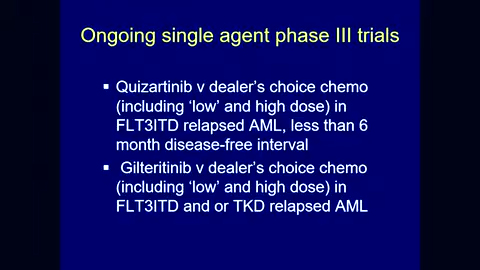 Ongoing single agent phase III trials
▪ Quizartinib v dealer's choice chemo
(including 'low' and high dose) in
FLT3ITD relapsed AML, less than 6
month disease-free interval
▪ Gilteritinib v dealer's choice chemo
(including 'low' and high dose) in
FLT3ITD and or TKD relapsed AML